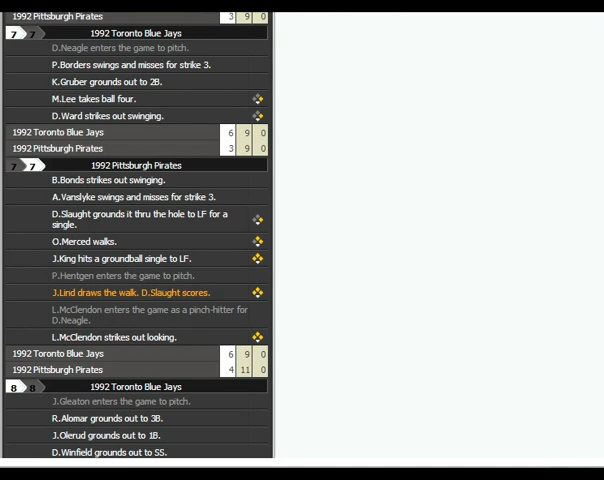 1992 Pittsburgh Pirates 3 9 0
7 7 1992 Toronto Blue Jays
D.Neagle enters the game to pitch.
P.Borders swings and misses for strike 3.
K.Gruber grounds out to 2B.
M.Lee takes ball four.
D.Ward strikes out swinging.
1992 Toronto Blue Jays 6 9 0
1992 Pittsburgh Pirates 3 9 0
7 7 1992 Pittsburgh Pirates
B.Bonds strikes out swinging.
A.Vanslyke swings and misses for strike 3.
D.Slaught grounds it thru the hole to LF for a
single.
O.Merced walks.
J.King hits a groundball single to LF.
P.Hentgen enters the game to pitch.
J.Lind draws the walk. D.Slaught scores.
L.McClendon enters the game as a pinch-hitter for
D.Neagle.
L.McClendon strikes out looking.
1992 Toronto Blue Jays 6 9 0
1992 Pittsburgh Pirates 4 11 0
8 8 1992 Toronto Blue Jays
J.Gleaton enters the game to pitch.
R.Alomar grounds out to 3B.
J.Olerud grounds out to 1B.
D.Winfield grounds out to SS.